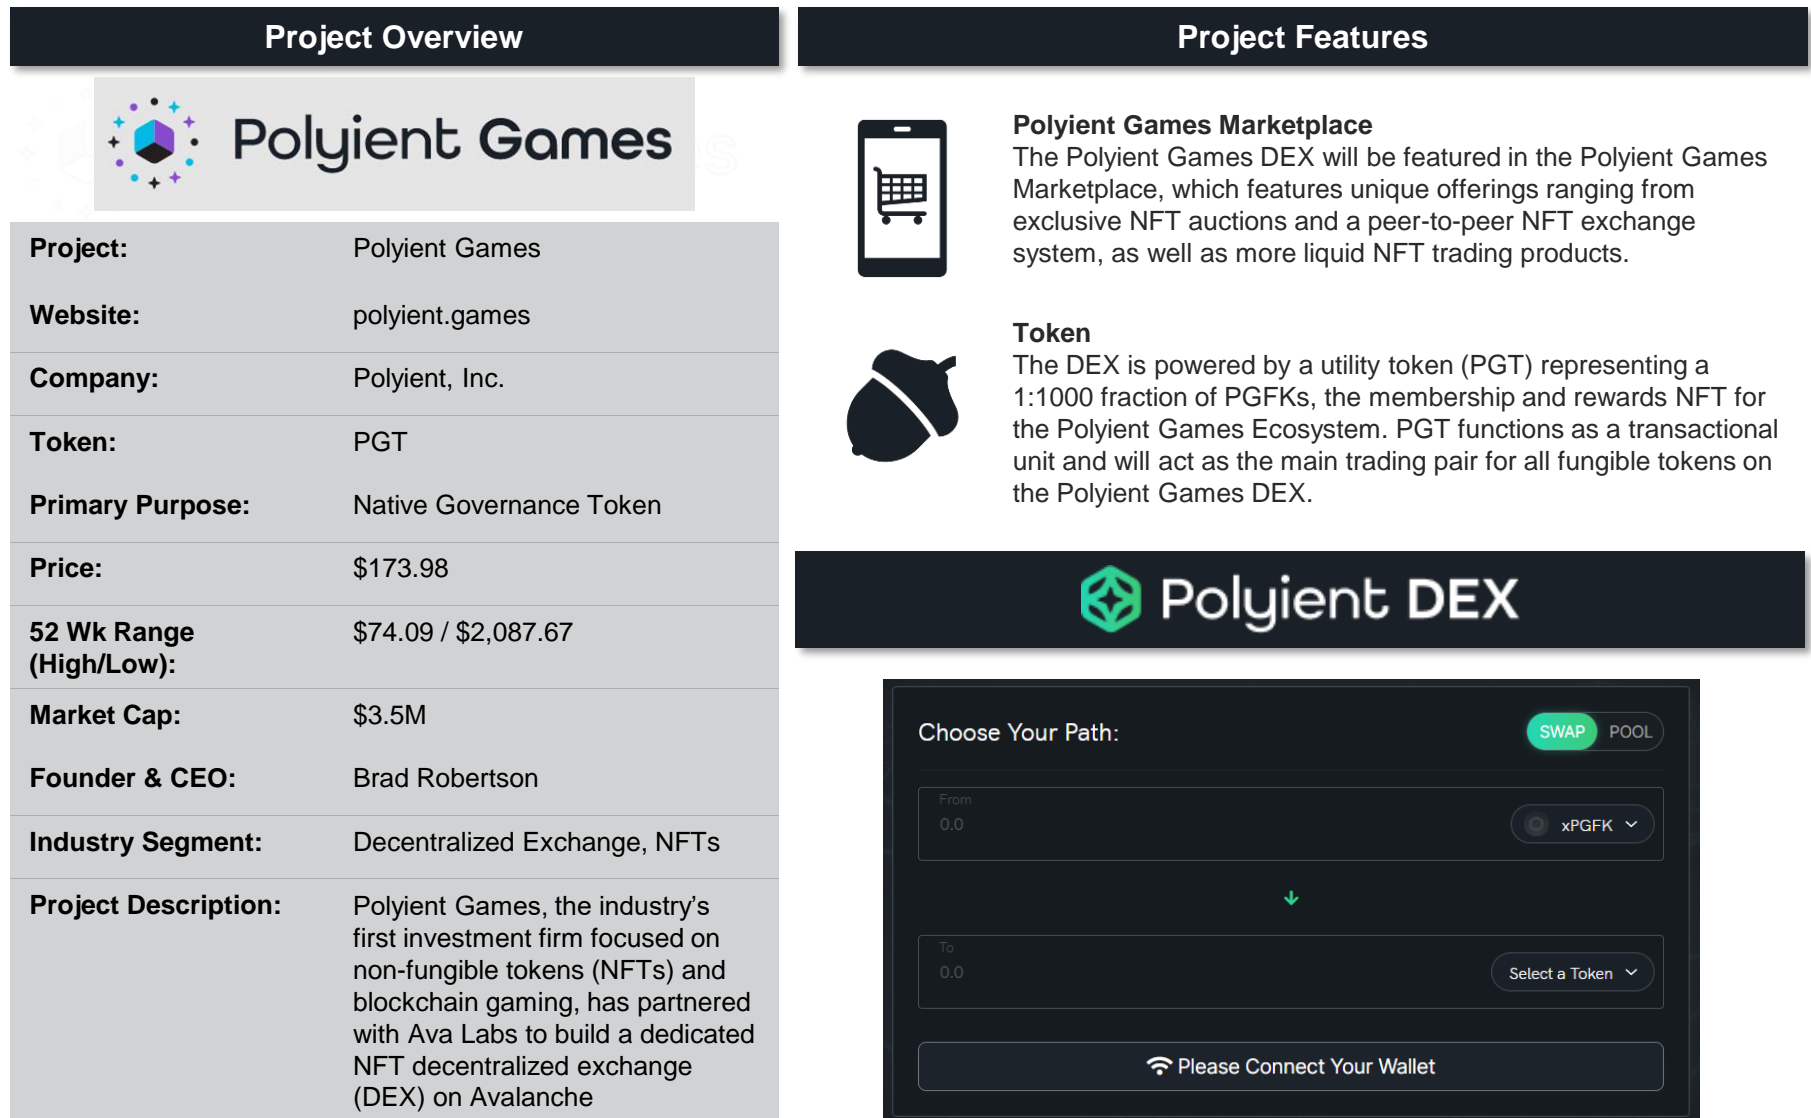 Project Overview
Polyient Games
Project: Polyient Games
Website: polyient.games
Company: Polyient, Inc.
Token: PGT
Primary Purpose: Native Governance Token
Price: $173.98
52 Wk Range $74.09 / $2,087.67
(High/Low):
Market Cap: $3.5M
Founder & CEO: Brad Robertson
Industry Segment: Decentralized Exchange, NFTs
Project Description: Polyient Games, the industry’s
first investment firm focused on
non-fungible tokens (NFTs) and
blockchain gaming, has partnered
with Ava Labs to build a dedicated
NFT decentralized exchange
(DEX) on Avalanche
Project Features
Polyient Games Marketplace
The Polyient Games DEX will be featured in the Polyient Games
Marketplace, which features unique offerings ranging from
exclusive NFT auctions and a peer-to-peer NFT exchange
system, as well as more liquid NFT trading products.
Token
The DEX is powered by a utility token (PGT) representing a
1:1000 fraction of PGFKs, the membership and rewards NFT for
the Polyient Games Ecosystem. PGT functions as a transactional
unit and will act as the main trading pair for all fungible tokens on
the Polyient Games DEX.
Polyient DEX
Choose Your Path: SWAP POOL
From
0.0 xPGFK
To
0.0 Select a Token
Please Connect Your Wallet